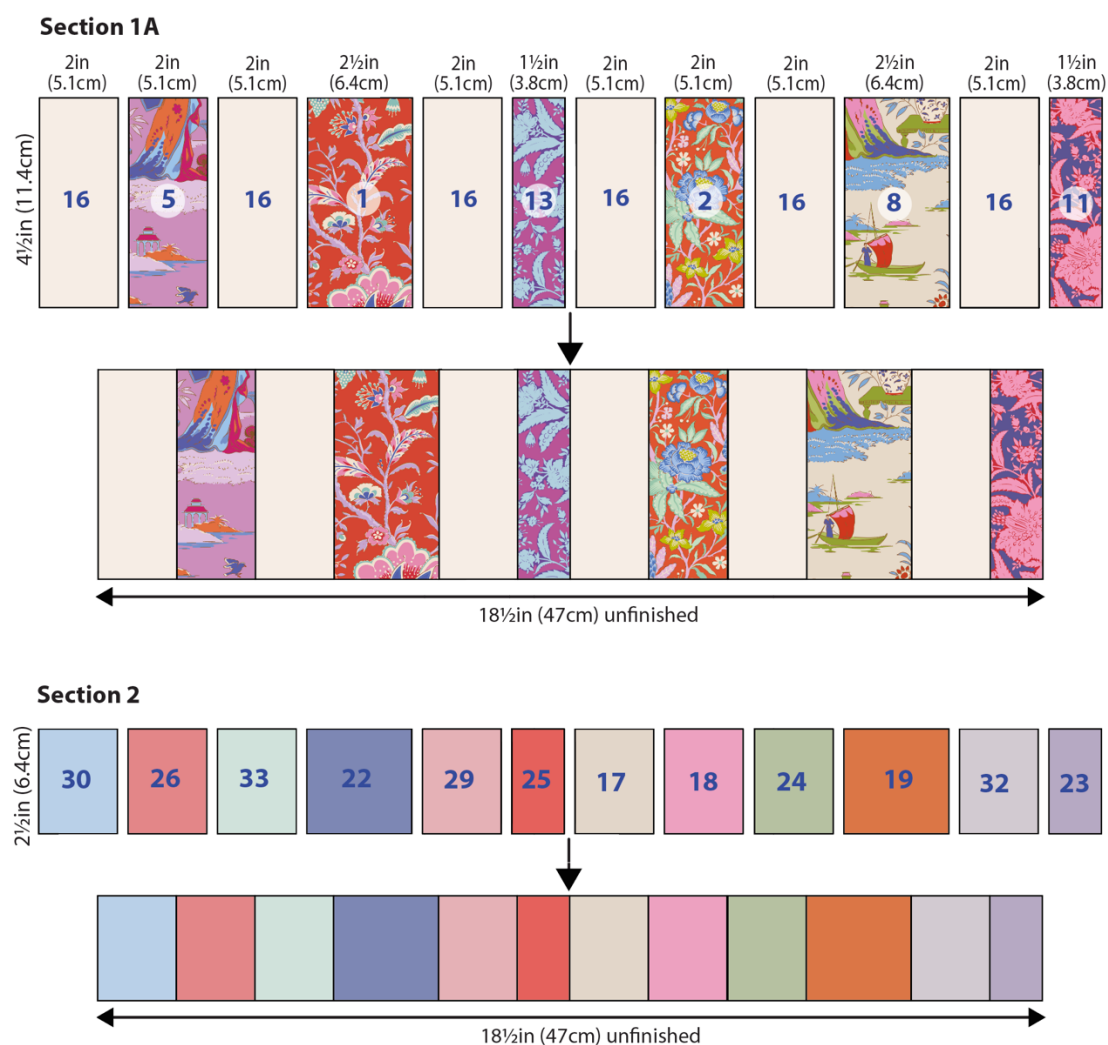 Section 1A
2in 2in 2in 2½in 2in 1½in 2in 2in 2in 2½in 2in 1½in
(5.1cm) (5.1cm) (5.1cm) (6.4cm) (5.1cm) (3.8cm) (5.1cm) (5.1cm) (5.1cm) (6.4cm) (5.1cm) (3.8cm)
4½in (11.4cm)
16 5 16 1 16 13 16 2 16 8 16 11
18½in (47cm) unfinished
Section 2
2½in (6.4cm)
30 26 33 22 29 25 17 18 24 19 32 23
18½in (47cm) unfinished